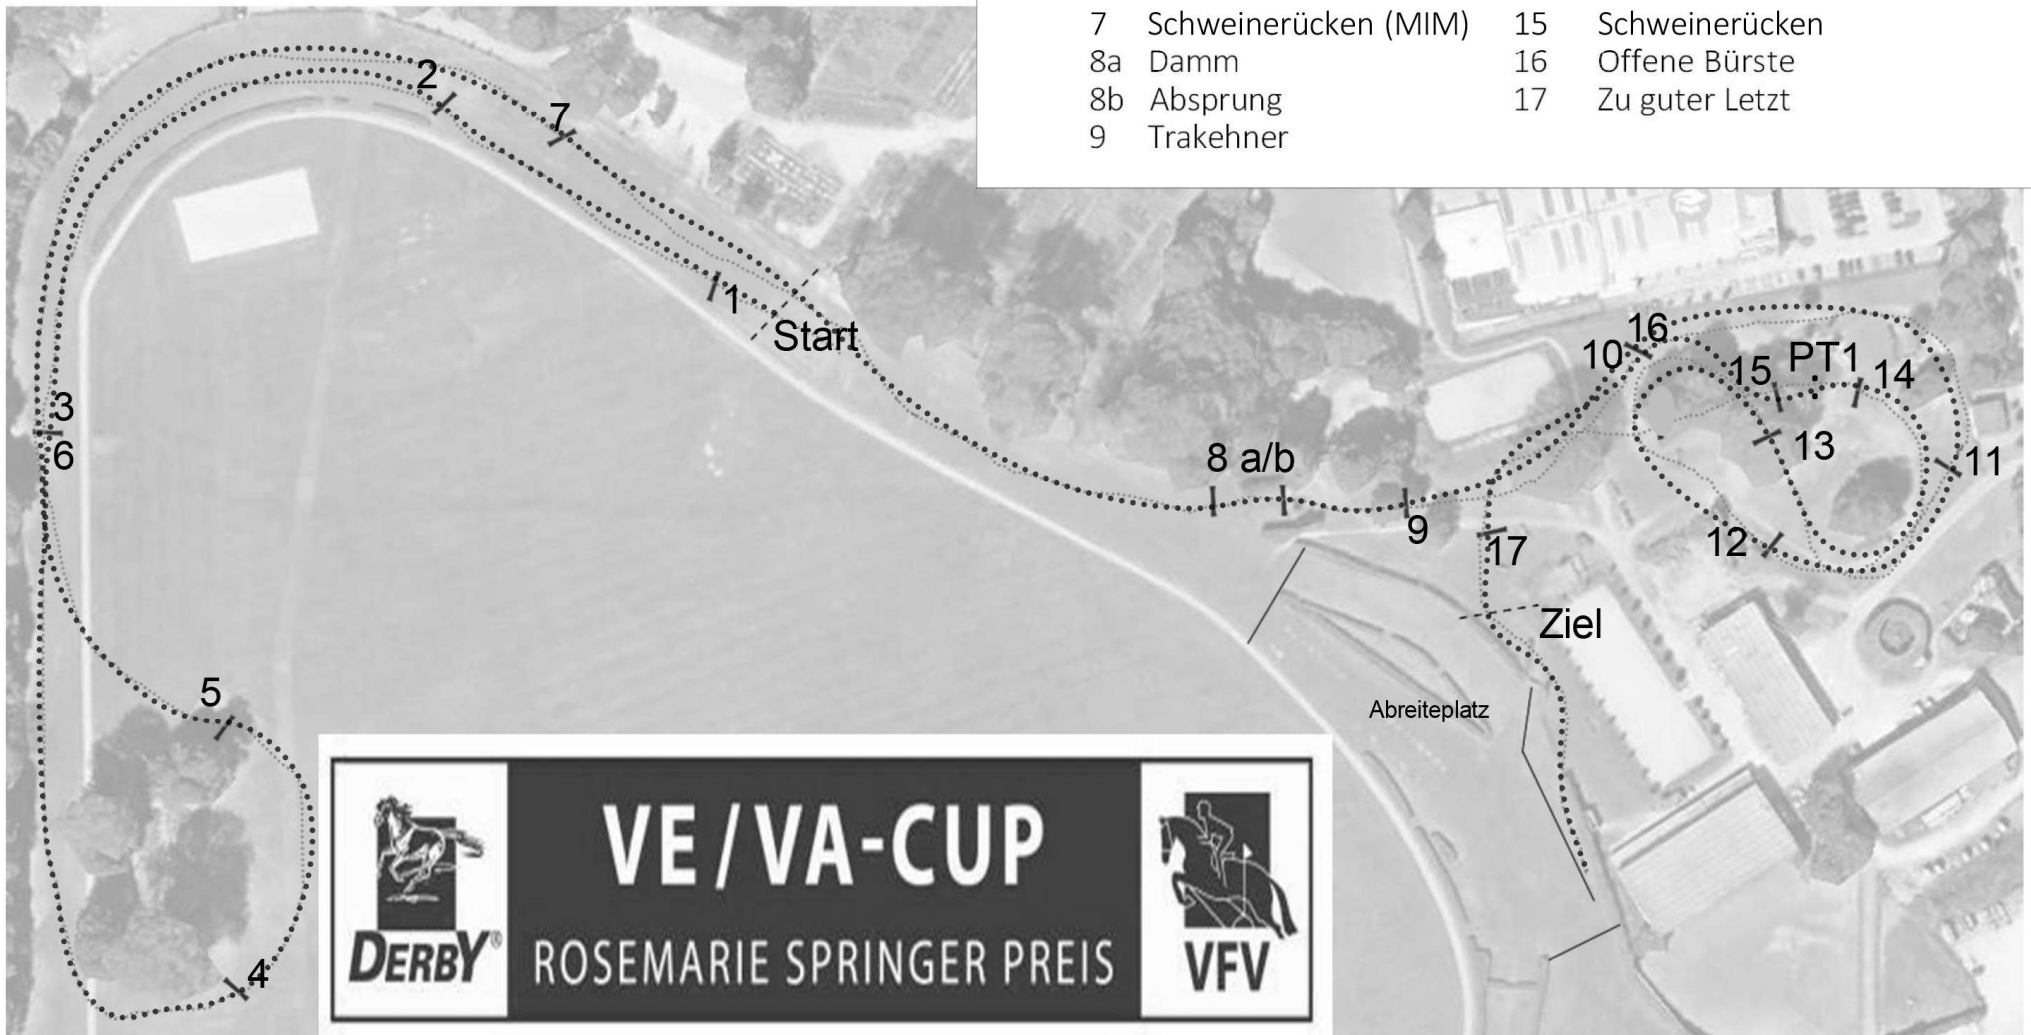 7 Schweinerücken (MIM) 15 Schweinerücken
8a Damm 16 Offene Bürste
8b Absprung 17 Zu guter Letzt
9 Trakehner
2
7
1
Start
3
6
5
4
8 a/b
9
10
16
15
PT1
14
13
11
12
17
Ziel
Abreiteplatz
DERBY®
VE / VA-CUP
ROSEMARIE SPRINGER PREIS
VFV